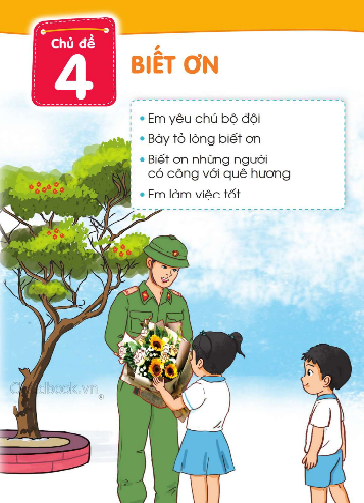 Chủ đề
4
BIẾT ƠN
Em yêu chú bộ đội
Bày tỏ lòng biết ơn
Biết ơn những người
có công với quê hương
Em làm việc tốt